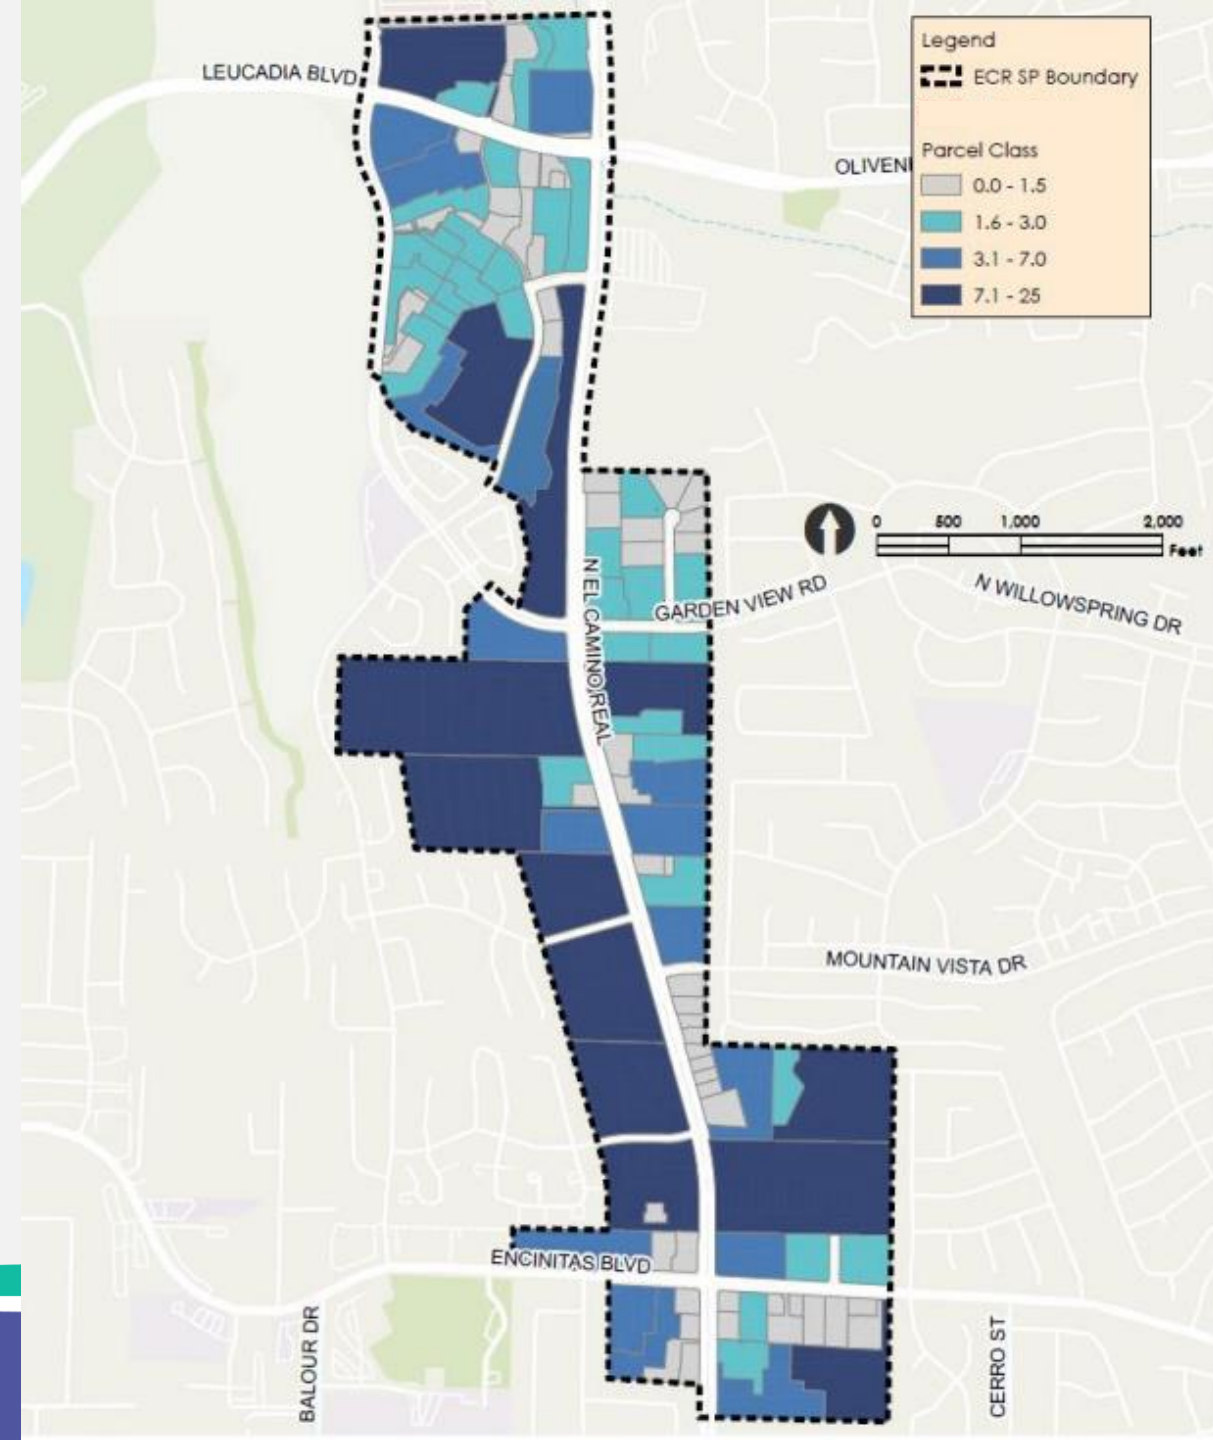 LEUCADIA BLVD
OLIVENI
Legend
ECR SP Boundary
Parcel Class
0.0 - 1.5
1.6 - 3.0
3.1 - 7.0
7.1 - 25
0 500 1,000 2,000
Feet
N EL CAMINO REAL
GARDEN VIEW RD
N WILLOWSPRING DR
MOUNTAIN VISTA DR
ENCINITAS BLVD
BALOUR DR
CERRO ST